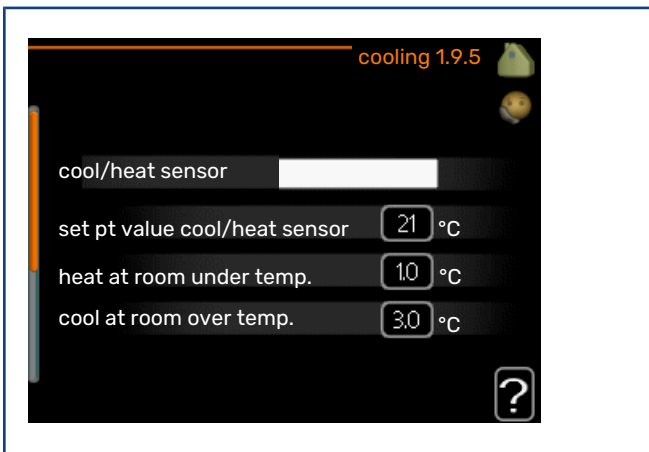 cooling 1.9.5
cool/heat sensor
set pt value cool/heat sensor 21 °C
heat at room under temp. 1.0 °C
cool at room over temp. 3.0 °C
?